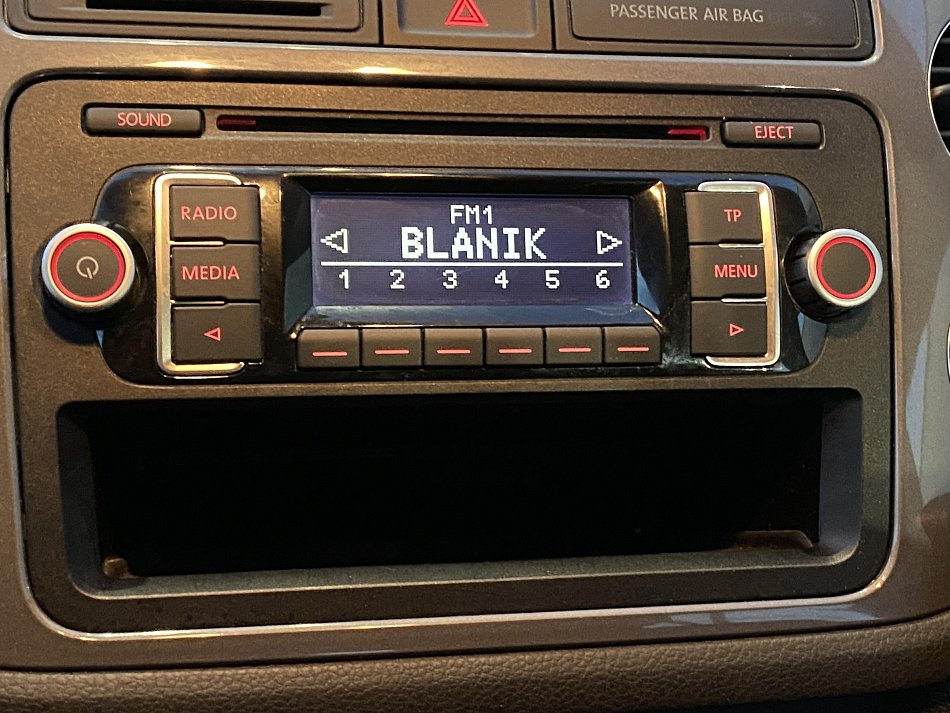 PASSENGER AIR BAG
SOUND
EJECT
RADIO
FM1
TP
BLANIK
MEDIA
MENU
1 2 3 4 5 6